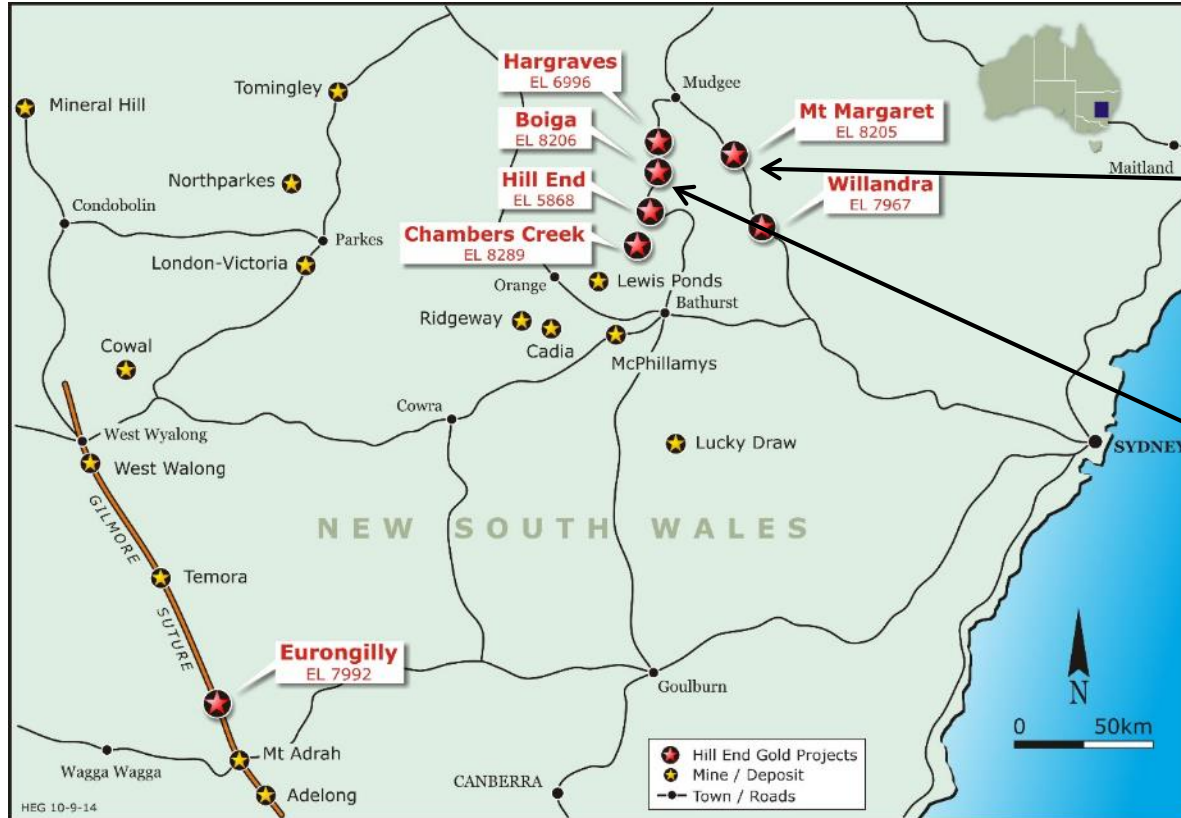 Hargraves
EL 6996
Mudgee
Tomingley
Mineral Hill
Boiga
EL 8206
Mt Margaret
EL 8205
Maitland
Northparkes
Hill End
EL 5868
Willandra
EL 7967
Condobolin
Parkes
Chambers Creek
EL 8289
London-Victoria
Orange
Lewis Ponds
Bathurst
Ridgeway
Cadia
McPhillamys
Cowal
Cowra
West Wyalong
Lucky Draw
SYDNEY
West Walong
GILMORE
SUTURE
NEW SOUTH WALES
Temora
Eurongilly
EL 7992
Goulburn
N
0 50km
Mt Adrah
Wagga Wagga
Adelong
CANBERRA
Hill End Gold Projects
Mine / Deposit
Town / Roads
HEG 10-9-14